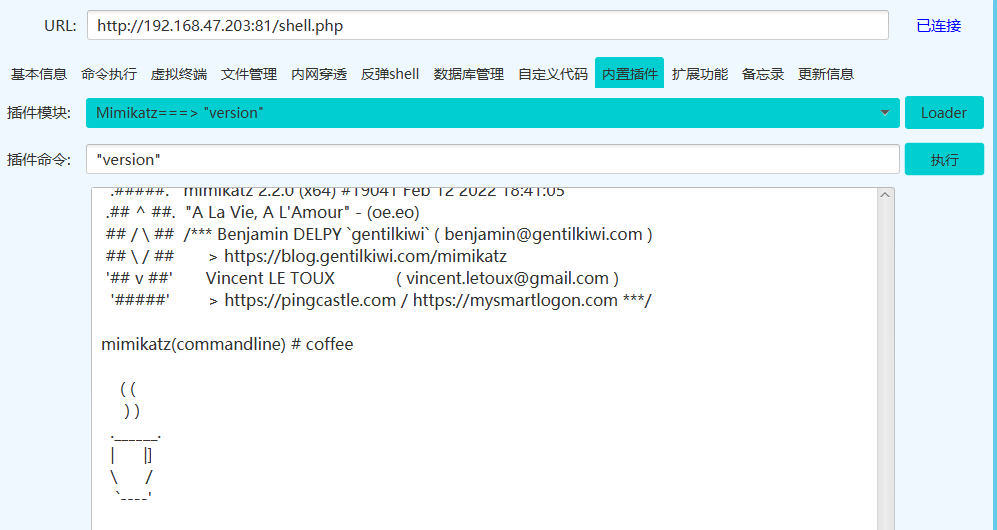 URL: http://192.168.47.203:81/shell.php 已连接
基本信息 命令执行 虚拟终端 文件管理 内网穿透 反弹shell 数据库管理 自定义代码 内置插件 扩展功能 备忘录 更新信息
插件模块: Mimikatz===> "version" Loader
插件命令: "version" 执行
.#####. mimikatz 2.2.0 (x64) #19041 Feb 12 2022 18:41:05
.## ^ ##. "A La Vie, A L'Amour" - (oe.eo)
## / \ ## /*** Benjamin DELPY `gentilkiwi` ( benjamin@gentilkiwi.com )
## \ / ## > https://blog.gentilkiwi.com/mimikatz
'## v ##' Vincent LE TOUX ( vincent.letoux@gmail.com )
'#####' > https://pingcastle.com / https://mysmartlogon.com ***/
mimikatz(commandline) # coffee
( (
) )
.______.
| |]
\ /
`----'